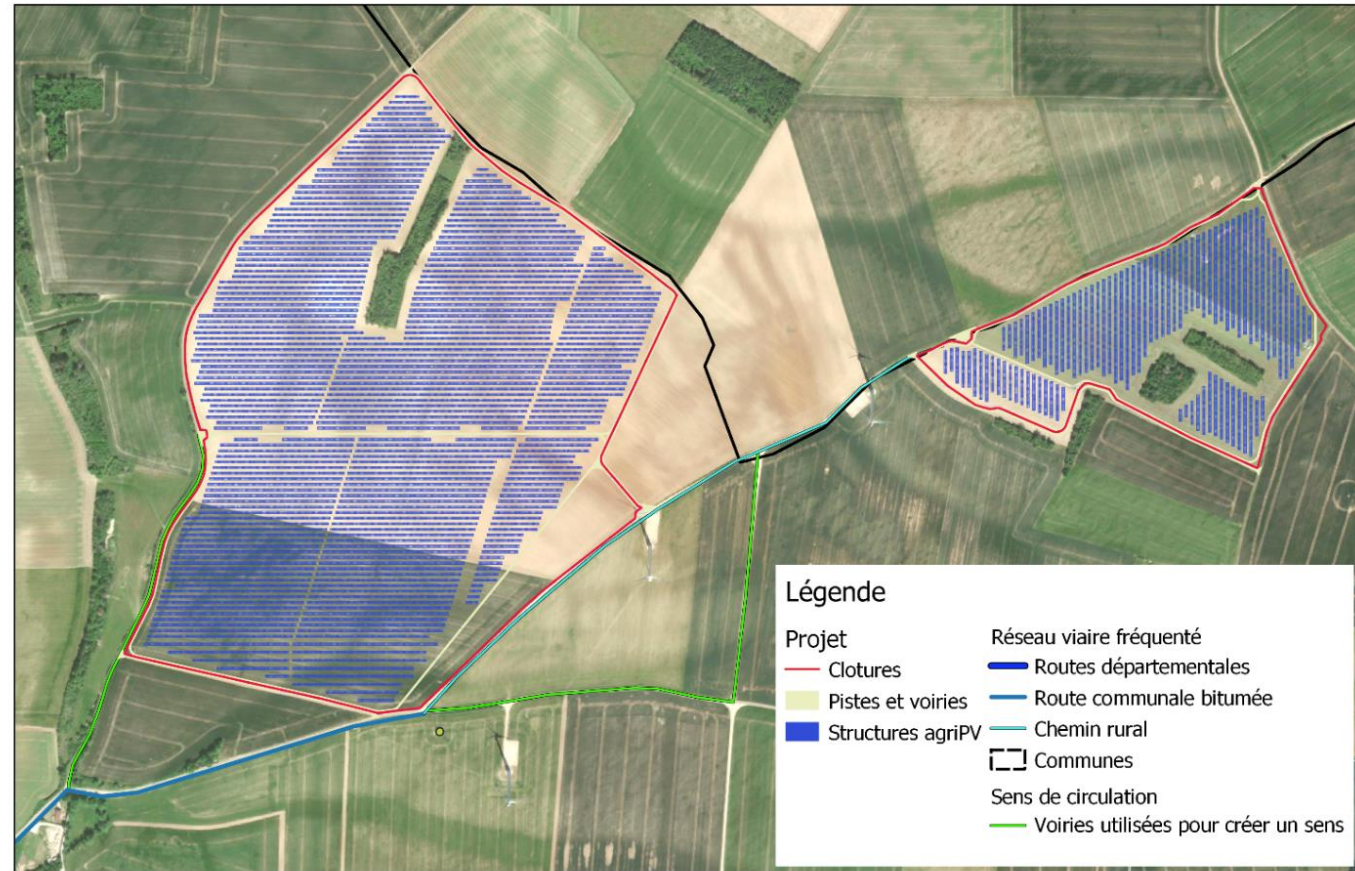 Légende
Projet
Clotures
Pistes et voiries
Structures agriPV
Réseau viaire fréquenté
Routes départementales
Route communale bitumée
Chemin rural
Communes
Sens de circulation
Voiries utilisées pour créer un sens